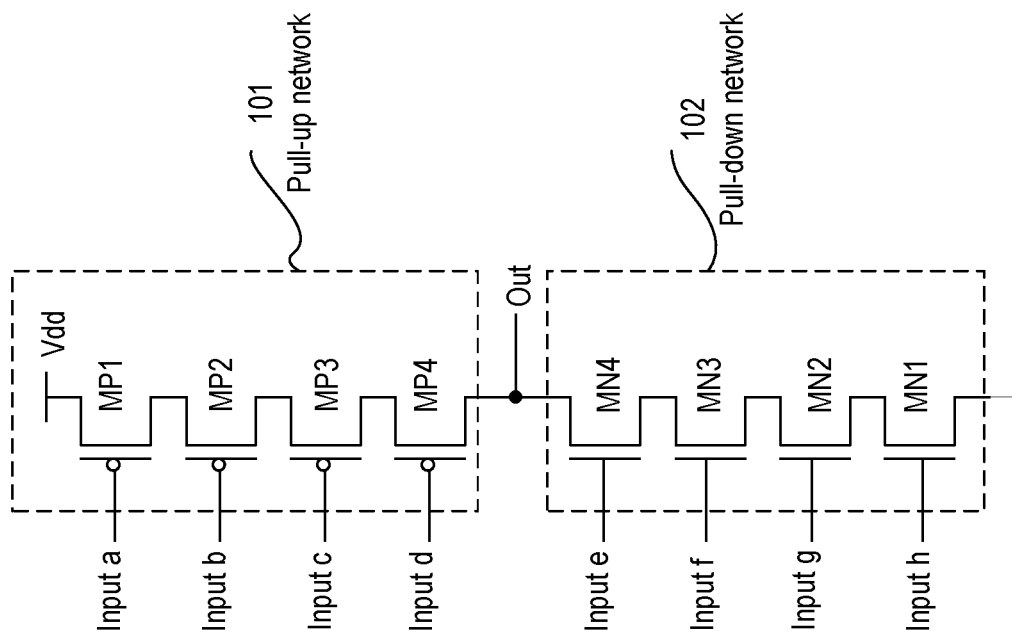 101
Pull-up network
102
Pull-down network
Vdd
MP1
MP2
MP3
MP4
Out
MN4
MN3
MN2
MN1
Input a
Input b
Input c
Input d
Input e
Input f
Input g
Input h